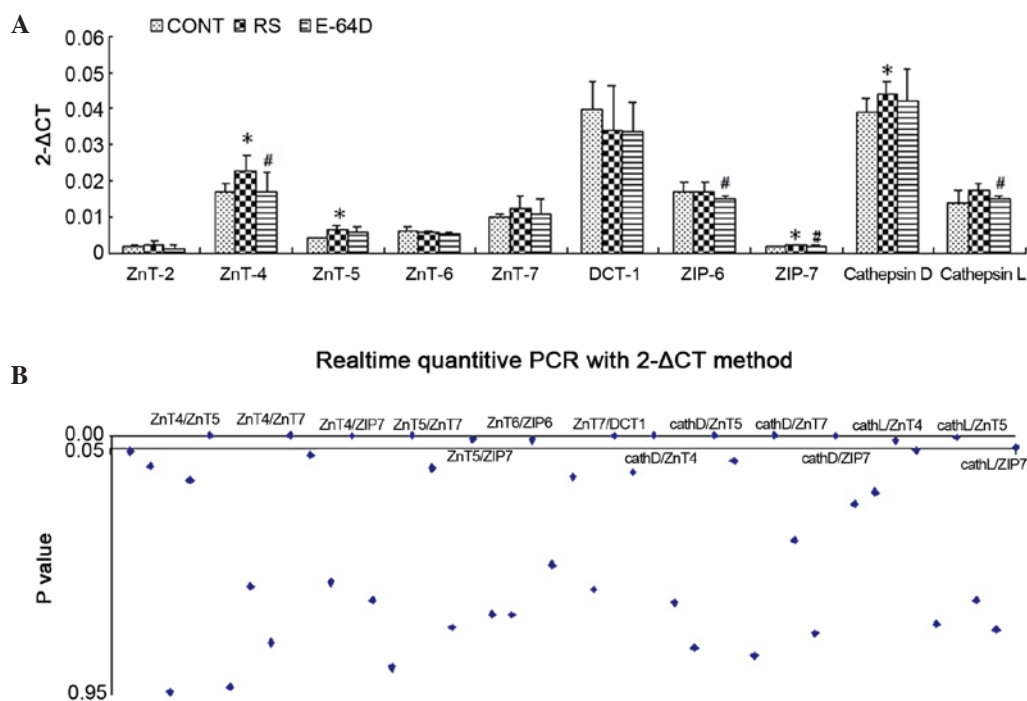 A
CONT RS E-64D
0.06
0.05
0.04
0.03
0.02
0.01
0
2-ΔCT
* # * # * # * #
ZnT-2 ZnT-4 ZnT-5 ZnT-6 ZnT-7 DCT-1 ZIP-6 ZIP-7 Cathepsin D Cathepsin L
Realtime quantitive PCR with 2-ΔCT method
B
ZnT4/ZnT5 ZnT4/ZnT7 ZnT4/ZIP7 ZnT5/ZnT7 ZnT6/ZIP6 ZnT7/DCT1 cathD/ZnT5 cathD/ZnT7 cathL/ZnT4 cathL/ZnT5
0.00
0.05
ZnT5/ZIP7 cathD/ZnT4 cathD/ZIP7 cathL/ZIP7
P value
0.95